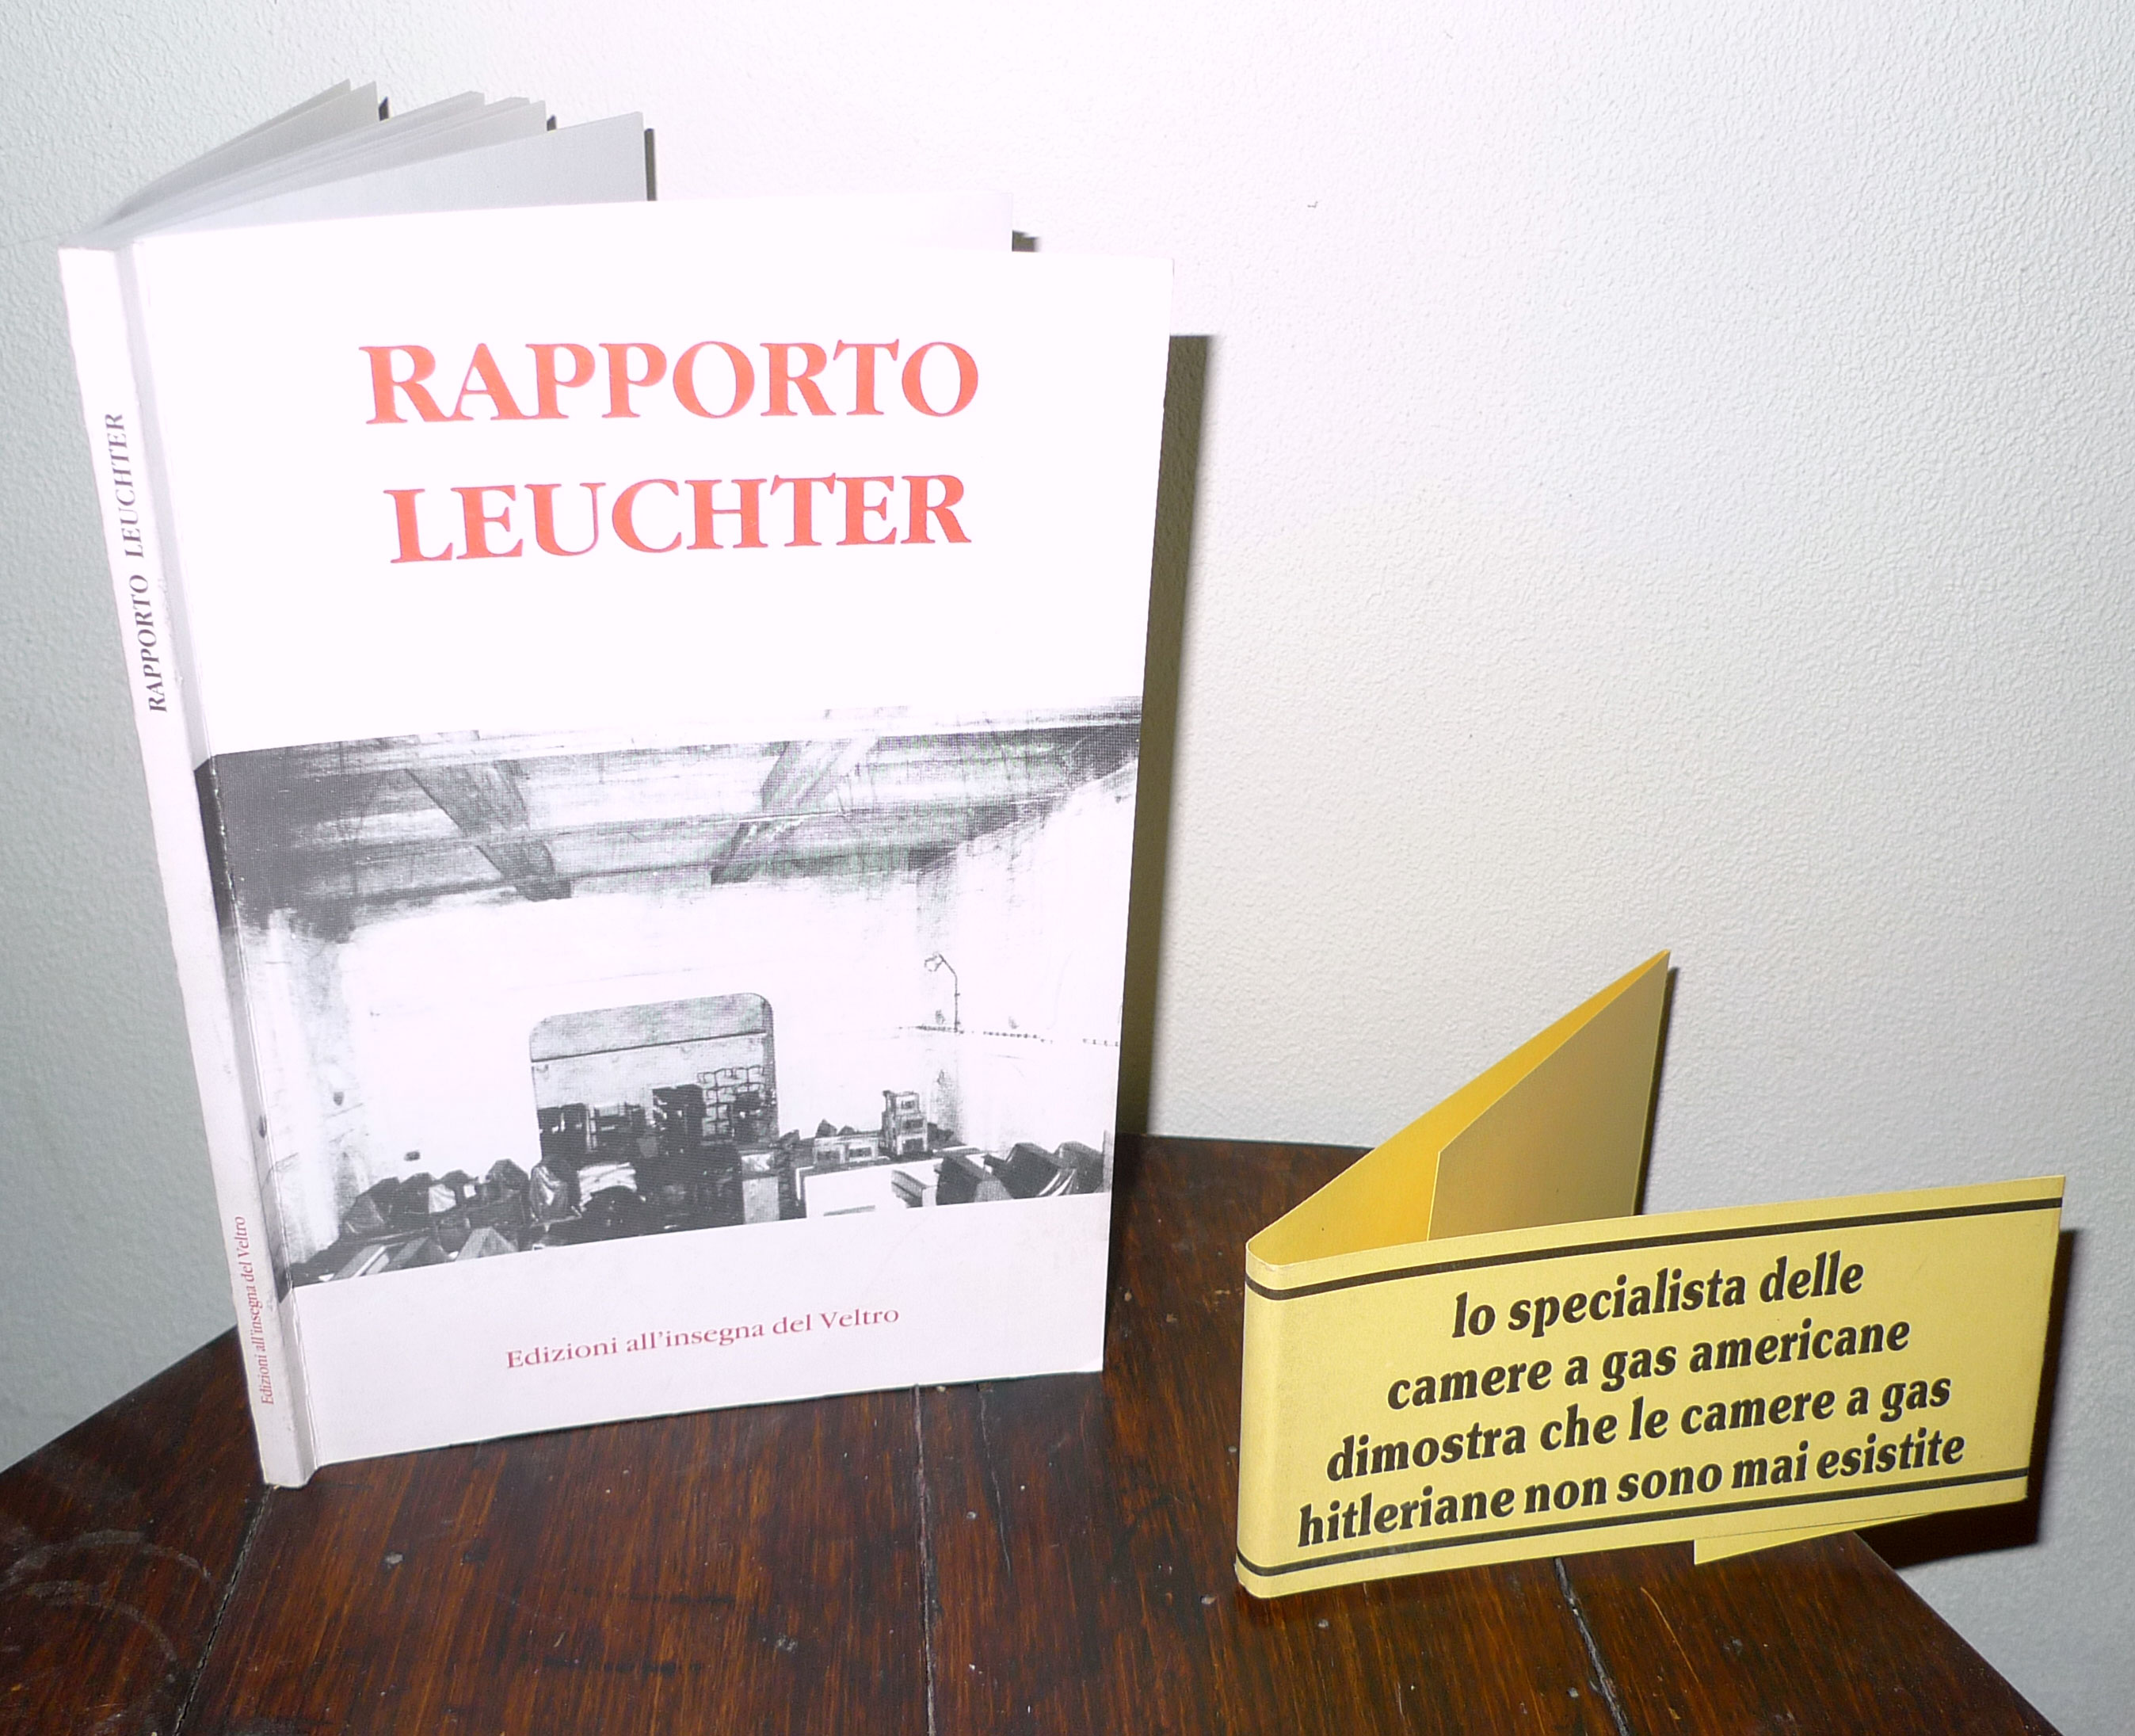 RAPPORTO
LEUCHTER
Edizioni all'insegna del Veltro
RAPPORTO LEUCHTER
Edizioni all'insegna del Veltro
lo specialista delle
camere a gas americane
dimostra che le camere a gas
hitleriane non sono mai esistite